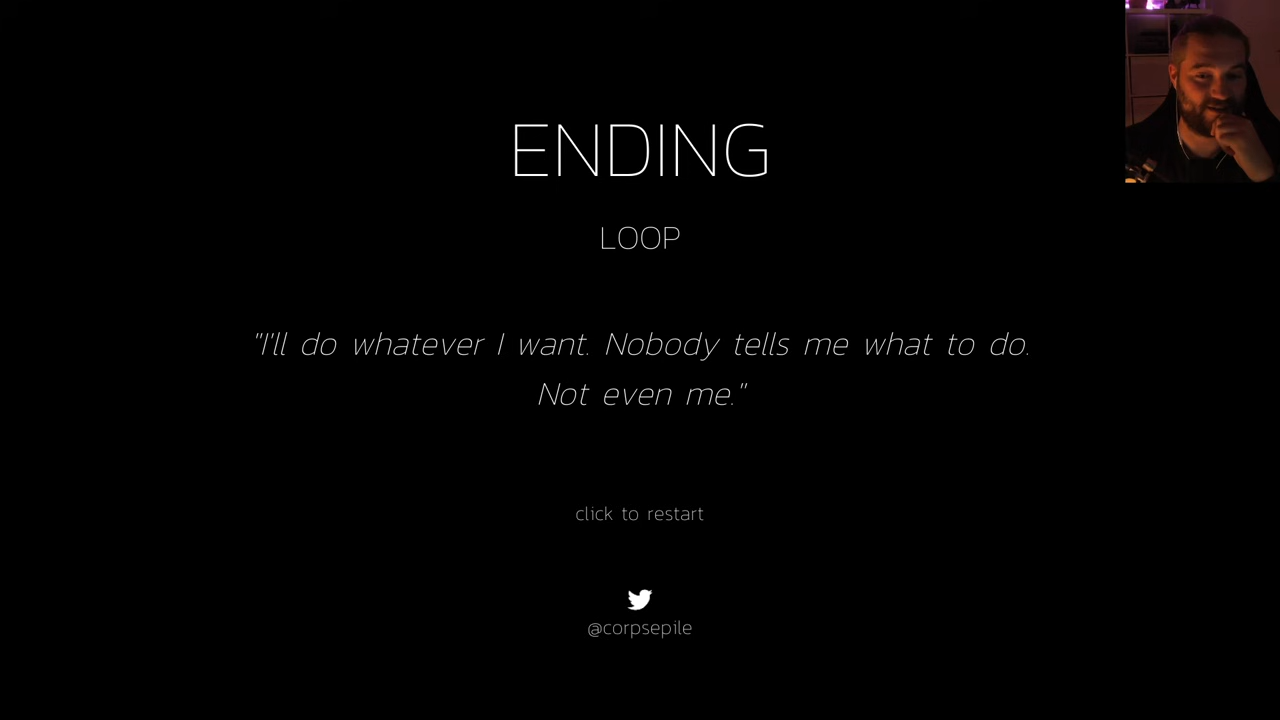 ENDING
LOOP
"I'll do whatever I want. Nobody tells me what to do.
Not even me."
click to restart
@corpsepile